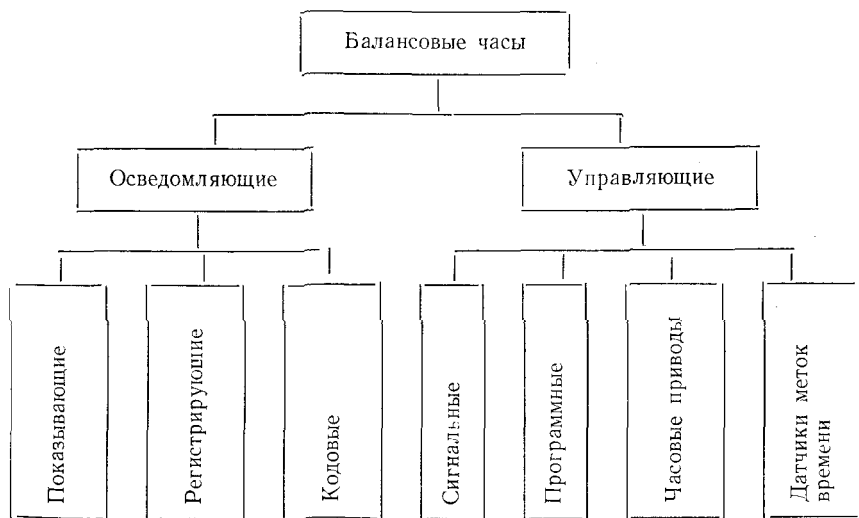 Балансовые часы
Осведомляющие
Управляющие
Показывающие
Регистрирующие
Кодовые
Сигнальные
Программные
Часовые приводы
Датчики меток
времени